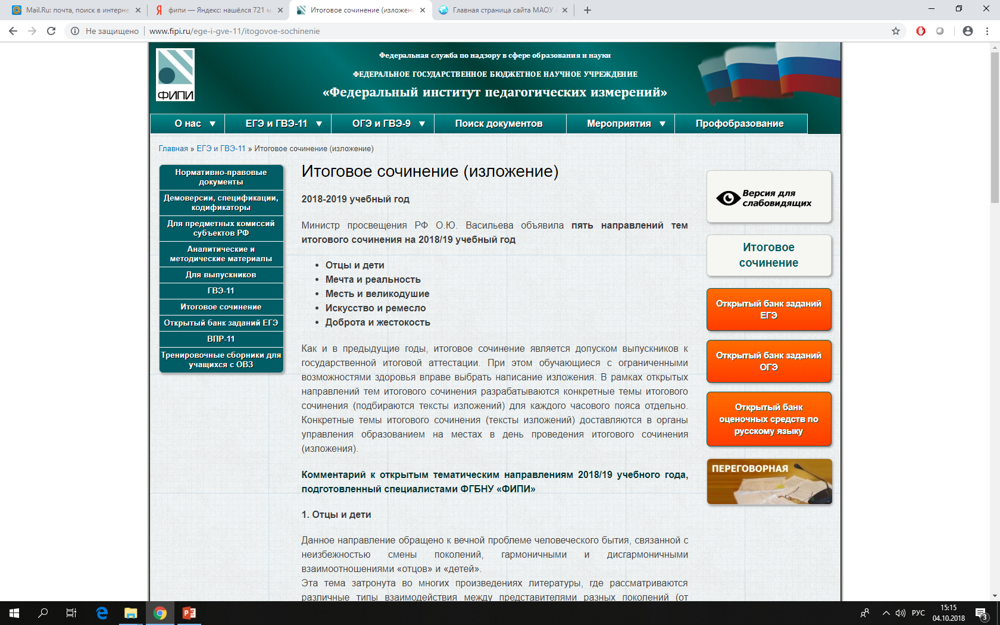 Mail.Ru: почта, поиск в интерне
фипи — Яндекс: нашёлся 721 м
Итоговое сочинение (изложени
Главная страница сайта МАОУ
Не защищено
www.fipi.ru/ege-i-gve-11/itogovoe-sochinenie
ФИПИ
Федеральная служба по надзору в сфере образования и науки
ФЕДЕРАЛЬНОЕ ГОСУДАРСТВЕННОЕ БЮДЖЕТНОЕ НАУЧНОЕ УЧРЕЖДЕНИЕ
«Федеральный институт педагогических измерений»
О нас
ЕГЭ и ГВЭ-11
ОГЭ и ГВЭ-9
Поиск документов
Мероприятия
Профобразование
Главная » ЕГЭ и ГВЭ-11 » Итоговое сочинение (изложение)
Нормативно-правовые
документы
Демоверсии, спецификации,
кодификаторы
Для предметных комиссий
субъектов РФ
Аналитические и
методические материалы
Для выпускников
ГВЭ-11
Итоговое сочинение
Открытый банк заданий ЕГЭ
ВПР-11
Тренировочные сборники для
учащихся с ОВЗ
Итоговое сочинение (изложение)
2018-2019 учебный год
Министр просвещения РФ О.Ю. Васильева объявила пять направлений тем
итогового сочинения на 2018/19 учебный год
• Отцы и дети
• Мечта и реальность
• Месть и великодушие
• Искусство и ремесло
• Доброта и жестокость
Как и в предыдущие годы, итоговое сочинение является допуском выпускников к
государственной итоговой аттестации. При этом обучающиеся с ограниченными
возможностями здоровья вправе выбрать написание изложения. В рамках открытых
направлений тем итогового сочинения разрабатываются конкретные темы итогового
сочинения (подбираются тексты изложений) для каждого часового пояса отдельно.
Конкретные темы итогового сочинения (тексты изложений) доставляются в органы
управления образованием на местах в день проведения итогового сочинения
(изложения).
Комментарий к открытым тематическим направлениям 2018/19 учебного года,
подготовленный специалистами ФГБНУ «ФИПИ»
1. Отцы и дети
Данное направление обращено к вечной проблеме человеческого бытия, связанной с
неизбежностью смены поколений, гармоничными и дисгармоничными
взаимоотношениями «отцов» и «детей».
Эта тема затронута во многих произведениях литературы, где рассматриваются
различные типы взаимодействия между представителями разных поколений (от
Версия для
слабовидящих
Итоговое
сочинение
Открытый банк заданий
ЕГЭ
Открытый банк заданий
ОГЭ
Открытый банк
оценочных средств по
русскому языку
ПЕРЕГОВОРНАЯ
РУС
15:15
04.10.2018
3